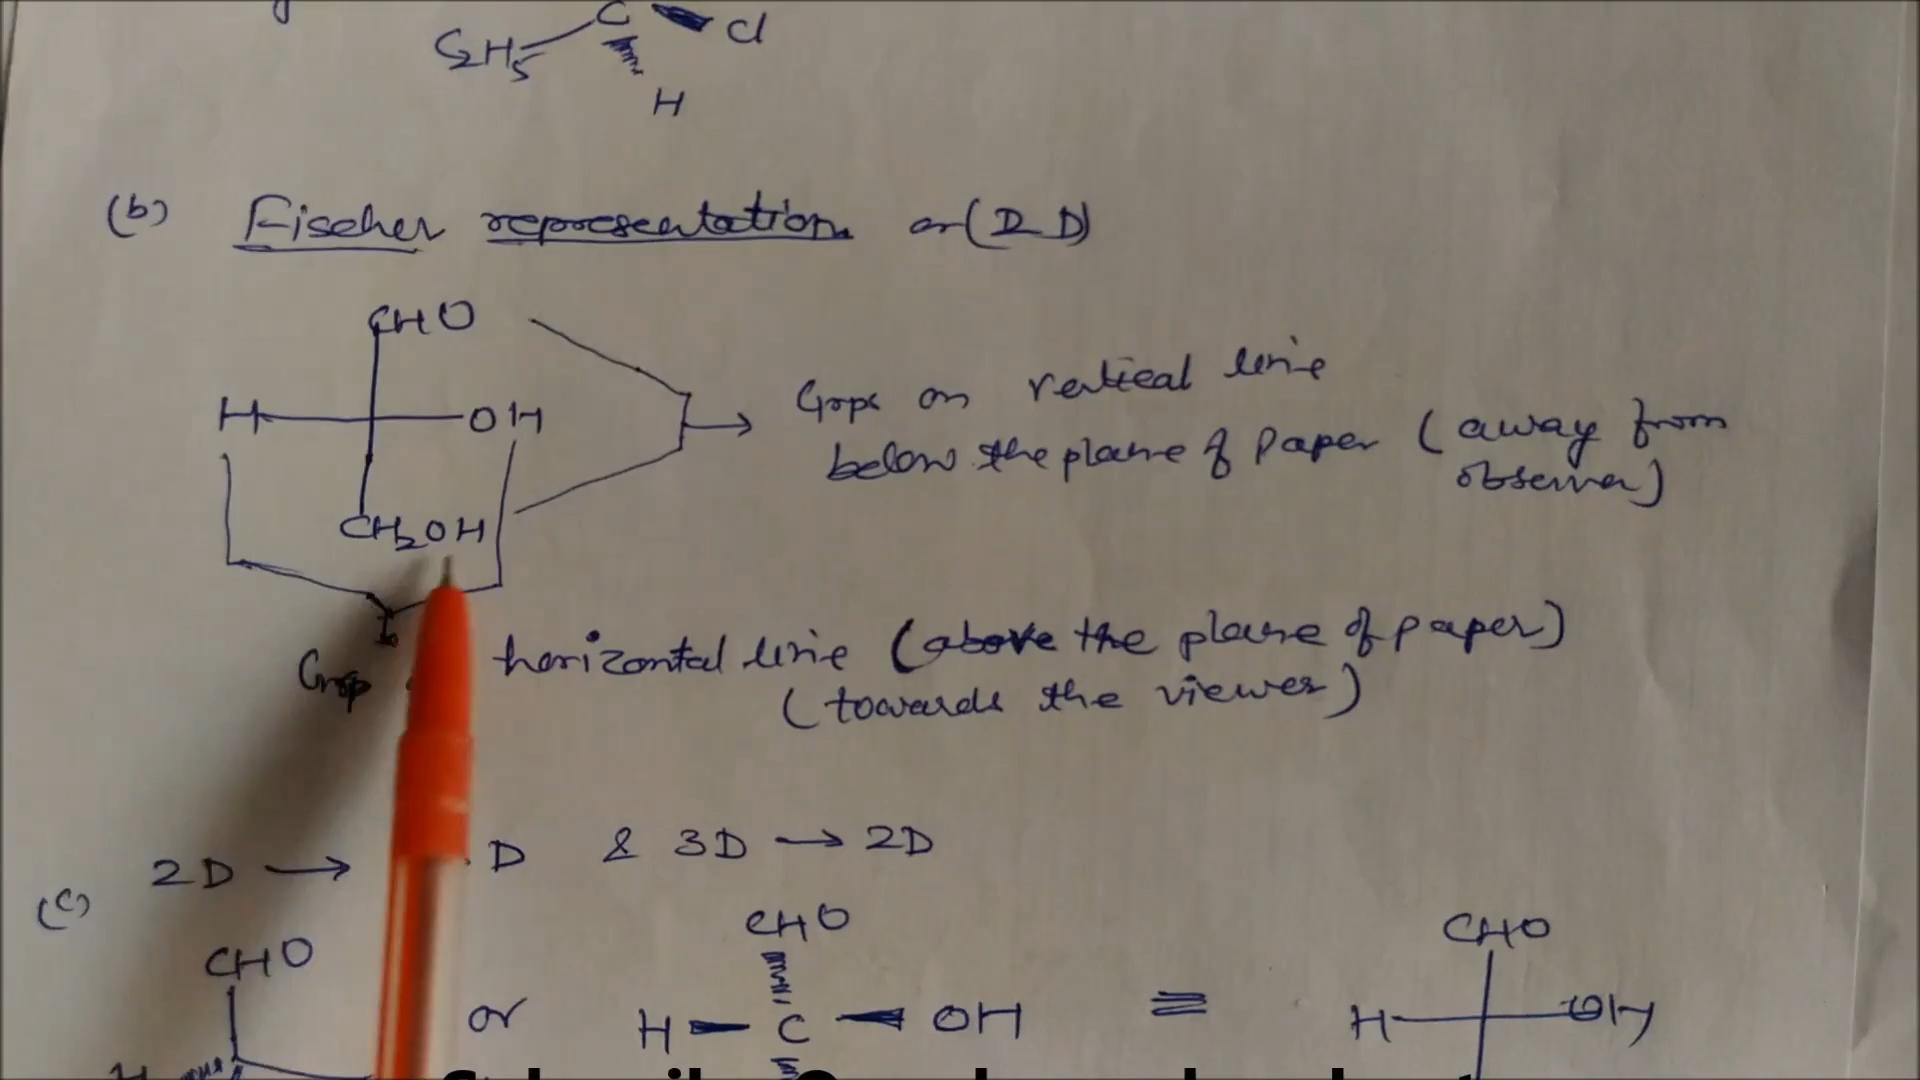 C2H5 C Cl
H
(b) Fischer representation or (2D)
CHO
H OH
CH2OH
Grps on vertical line
below the plane of paper (away from
observer)
Grop horizontal line (above the plane of paper)
(towards the viewer)
2D → D & 3D → 2D
(c)
CHO CHO CHO
or H C OH ≡ H OH
H